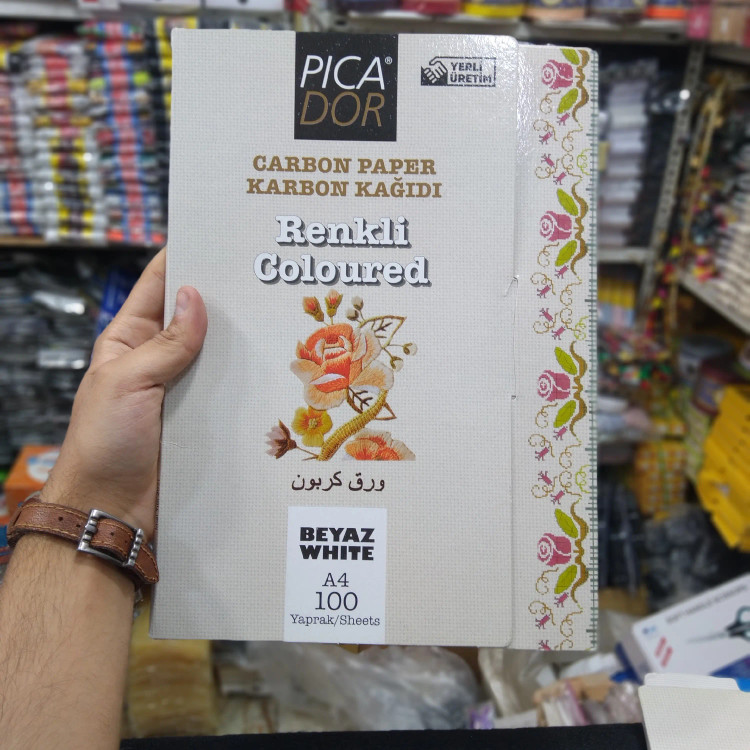 PICA
DOR®
YERLİ
ÜRETİM
CARBON PAPER
KARBON KAĞIDI
Renkli
Coloured
ورق كربون
BEYAZ
WHITE
A4
100
Yaprak/Sheets